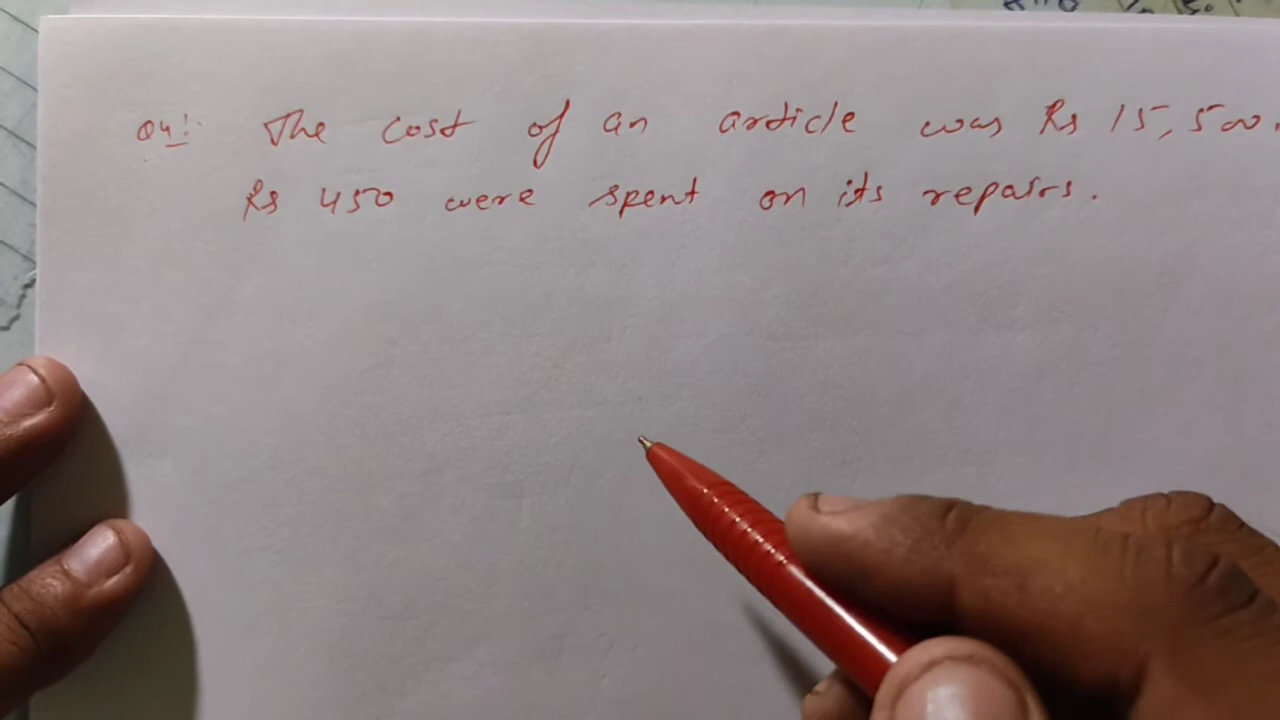 Q4: The cost of an article was Rs 15,500.
Rs 450 were spent on its repairs.